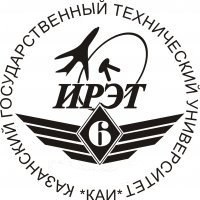 КАЗАНСКИЙ ГОСУДАРСТВЕННЫЙ ТЕХНИЧЕСКИЙ УНИВЕРСИТЕТ
ИРЭТ
6
*КАИ*